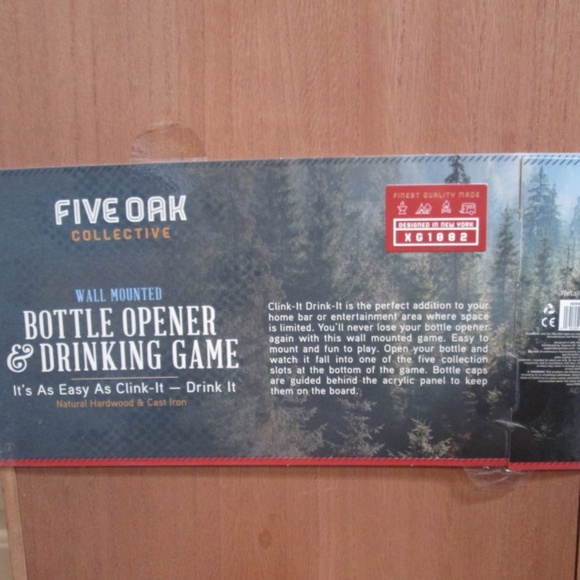 FIVE OAK
COLLECTIVE
FINEST QUALITY MADE
DESIGNED IN NEW YORK
XG1002
WALL MOUNTED
BOTTLE OPENER
& DRINKING GAME
It's As Easy As Clink-It — Drink It
Natural Hardwood & Cast Iron
Clink-It Drink-It is the perfect addition to your
home bar or entertainment area where space
is limited. You'll never lose your bottle opener
again with this wall mounted game. Easy to
mount and fun to play. Open your bottle and
watch it fall into one of the five collection
slots at the bottom of the game. Bottle caps
are guided behind the acrylic panel to keep
them on the board.
CE